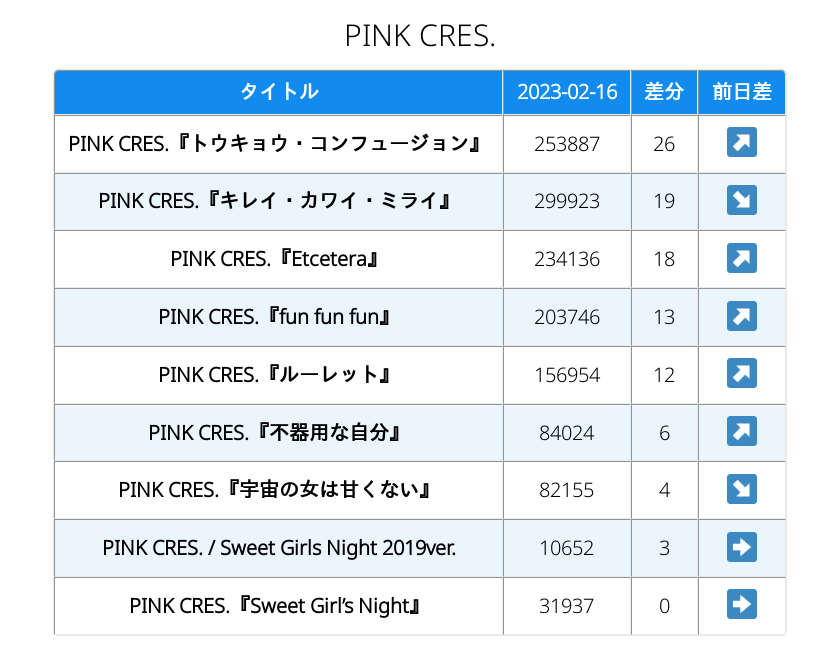 PINK CRES.
タイトル 2023-02-16 差分 前日差
PINK CRES.『トウキョウ・コンフュージョン』 253887 26
PINK CRES.『キレイ・カワイ・ミライ』 299923 19
PINK CRES.『Etcetera』 234136 18
PINK CRES.『fun fun fun』 203746 13
PINK CRES.『ルーレット』 156954 12
PINK CRES.『不器用な自分』 84024 6
PINK CRES.『宇宙の女は甘くない』 82155 4
PINK CRES. / Sweet Girls Night 2019ver. 10652 3
PINK CRES.『Sweet Girl’s Night』 31937 0